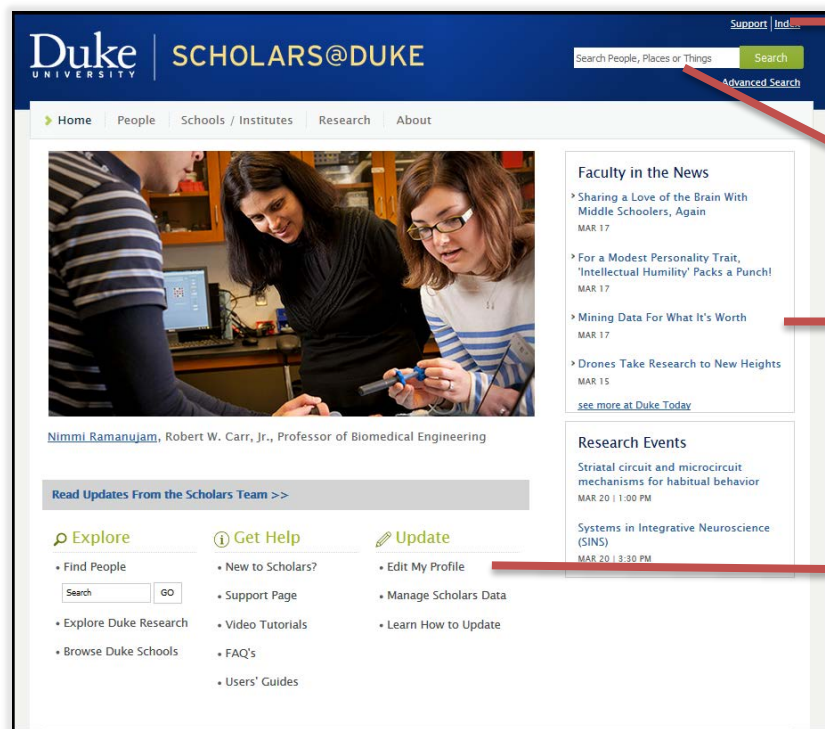 Support | Index
Duke
UNIVERSITY
SCHOLARS@DUKE
Search People, Places or Things
Search
Advanced Search
Home
People
Schools / Institutes
Research
About
Faculty in the News
Sharing a Love of the Brain With
Middle Schoolers, Again
MAR 17
For a Modest Personality Trait,
'Intellectual Humility' Packs a Punch!
MAR 17
Mining Data For What It's Worth
MAR 17
Drones Take Research to New Heights
MAR 15
see more at Duke Today
Nimmi Ramanujam, Robert W. Carr, Jr., Professor of Biomedical Engineering
Research Events
Striatal circuit and microcircuit
mechanisms for habitual behavior
MAR 20 | 1:00 PM
Systems in Integrative Neuroscience
(SINS)
MAR 20 | 3:30 PM
Read Updates From the Scholars Team >>
Explore
• Find People
Search
GO
• Explore Duke Research
• Browse Duke Schools
Get Help
• New to Scholars?
• Support Page
• Video Tutorials
• FAQ's
• Users' Guides
Update
• Edit My Profile
• Manage Scholars Data
• Learn How to Update